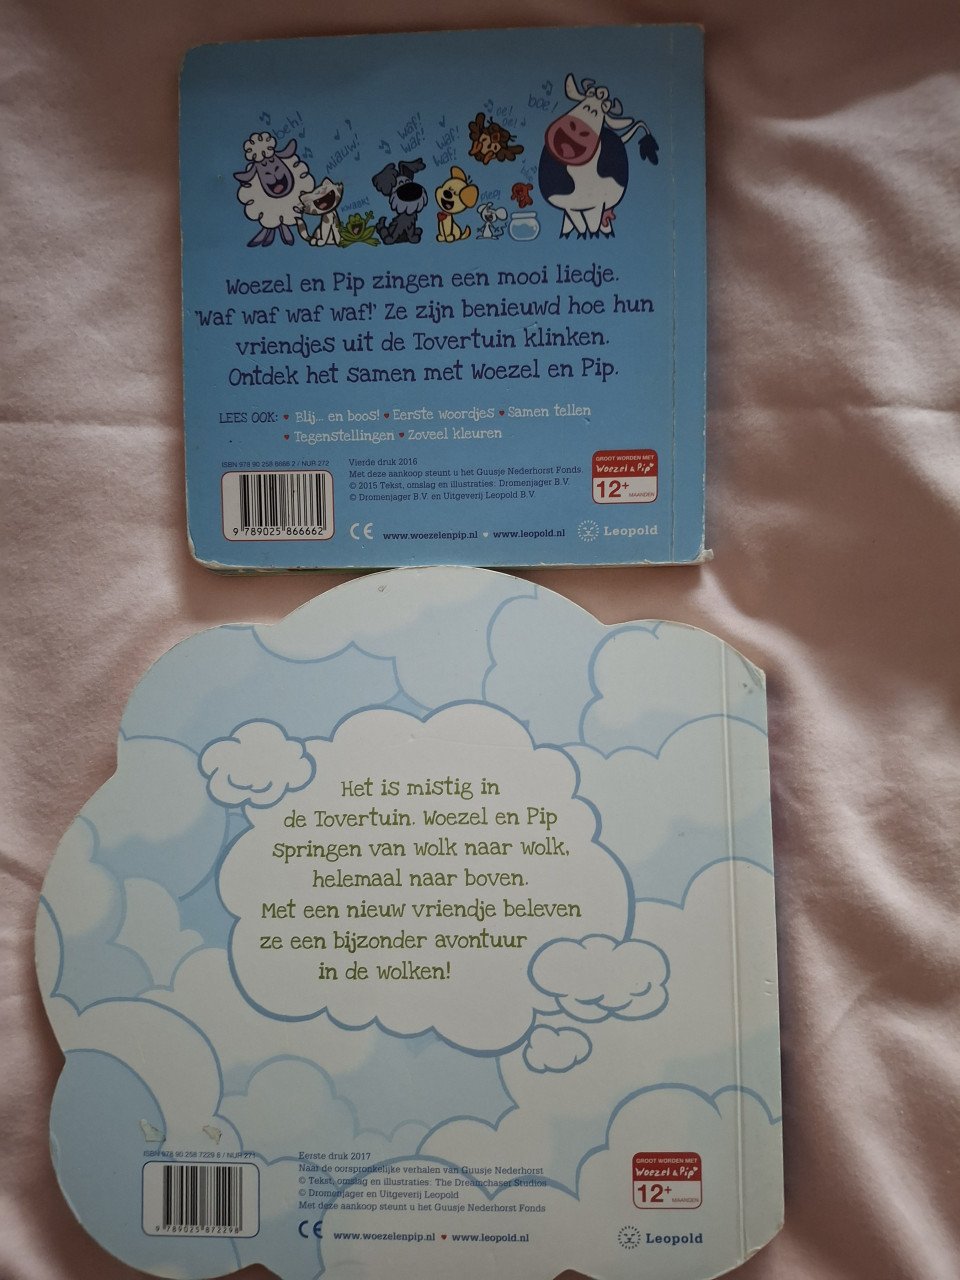 beh!
miauw!
kwaak!
waf!
waf!
waf!
waf!
piep!
oe!
oe!
boe!
Woezel en Pip zingen een mooi liedje.
'Waf waf waf waf!' Ze zijn benieuwd hoe hun
vriendjes uit de Tovertuin klinken.
Ontdek het samen met Woezel en Pip.
LEES OOK: ♥ Blij... en boos! ♥ Eerste woordjes ♥ Samen tellen
♥ Tegenstellingen ♥ Zoveel kleuren
ISBN 978 90 258 6666 2 / NUR 272
9 789025 866662
Vierde druk 2016
Met deze aankoop steunt u het Guusje Nederhorst Fonds.
© 2015 Tekst, omslag en illustraties: Dromenjager B.V.
© Dromenjager B.V. en Uitgeverij Leopold B.V.
CE www.woezelenpip.nl ♥ www.leopold.nl
GROOT WORDEN MET
Woezel & Pip
12+ MAANDEN
Leopold
Het is mistig in
de Tovertuin. Woezel en Pip
springen van wolk naar wolk,
helemaal naar boven.
Met een nieuw vriendje beleven
ze een bijzonder avontuur
in de wolken!
ISBN 978 90 258 7229 8 / NUR 271
9 789025 872298
Eerste druk 2017
Naar de oorspronkelijke verhalen van Guusje Nederhorst
© Tekst, omslag en illustraties: The Dreamchaser Studios
© Dromenjager en Uitgeverij Leopold
Met deze aankoop steunt u het Guusje Nederhorst Fonds
CE www.woezelenpip.nl ♥ www.leopold.nl
GROOT WORDEN MET
Woezel & Pip
12+ MAANDEN
Leopold